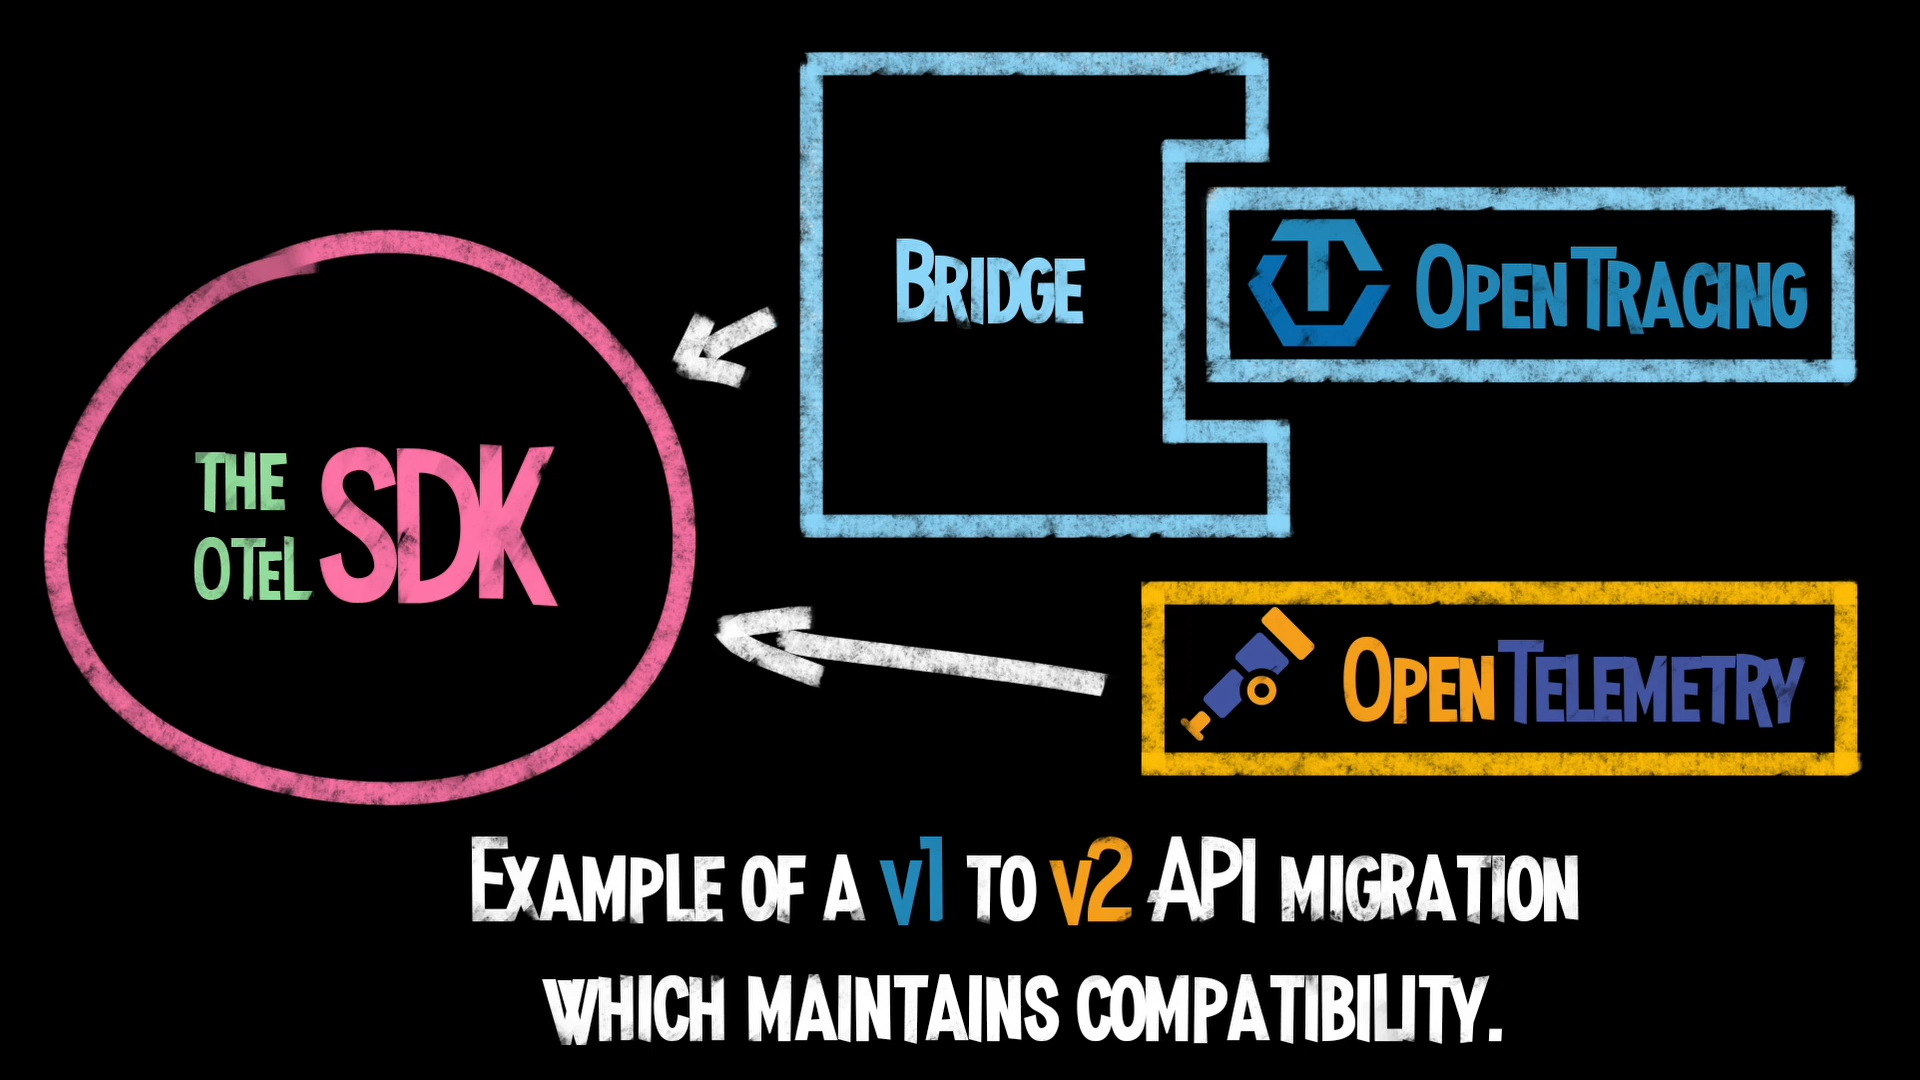 Bridge
OpenTracing
THE
OTel
SDK
OpenTelemetry
Example of a v1 to v2 API migration
which maintains compatibility.